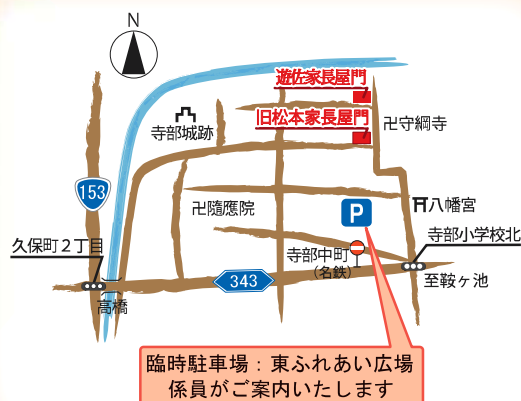 N
遊佐家長屋門
旧松本家長屋門
卍守綱寺
寺部城跡
153
卍隨應院
P
八幡宮
久保町2丁目
寺部小学校北
寺部中町
(名鉄)
343
至鞍ヶ池
高橋
臨時駐車場：東ふれあい広場
係員がご案内いたします